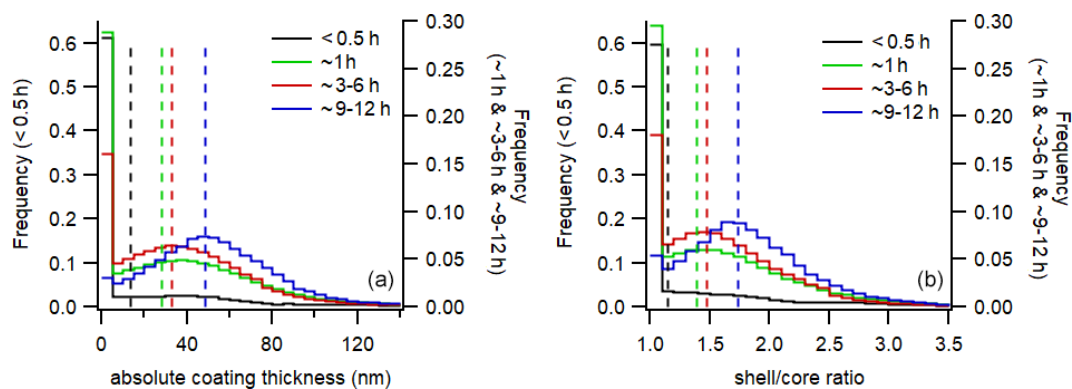 Frequency (< 0.5 h)
0.6
0.5
0.4
0.3
0.2
0.1
0.0
< 0.5 h
~1h
~3-6 h
~9-12 h
(a)
0.30
0.25
0.20
0.15
0.10
0.05
0.00
Frequency
(~1h & ~3-6 h & ~9-12 h)
0 40 80 120
absolute coating thickness (nm)
Frequency (< 0.5 h)
0.6
0.5
0.4
0.3
0.2
0.1
0.0
< 0.5 h
~1h
~3-6 h
~9-12 h
(b)
0.30
0.25
0.20
0.15
0.10
0.05
0.00
Frequency
(~1h & ~3-6 h & ~9-12 h)
1.0 1.5 2.0 2.5 3.0 3.5
shell/core ratio